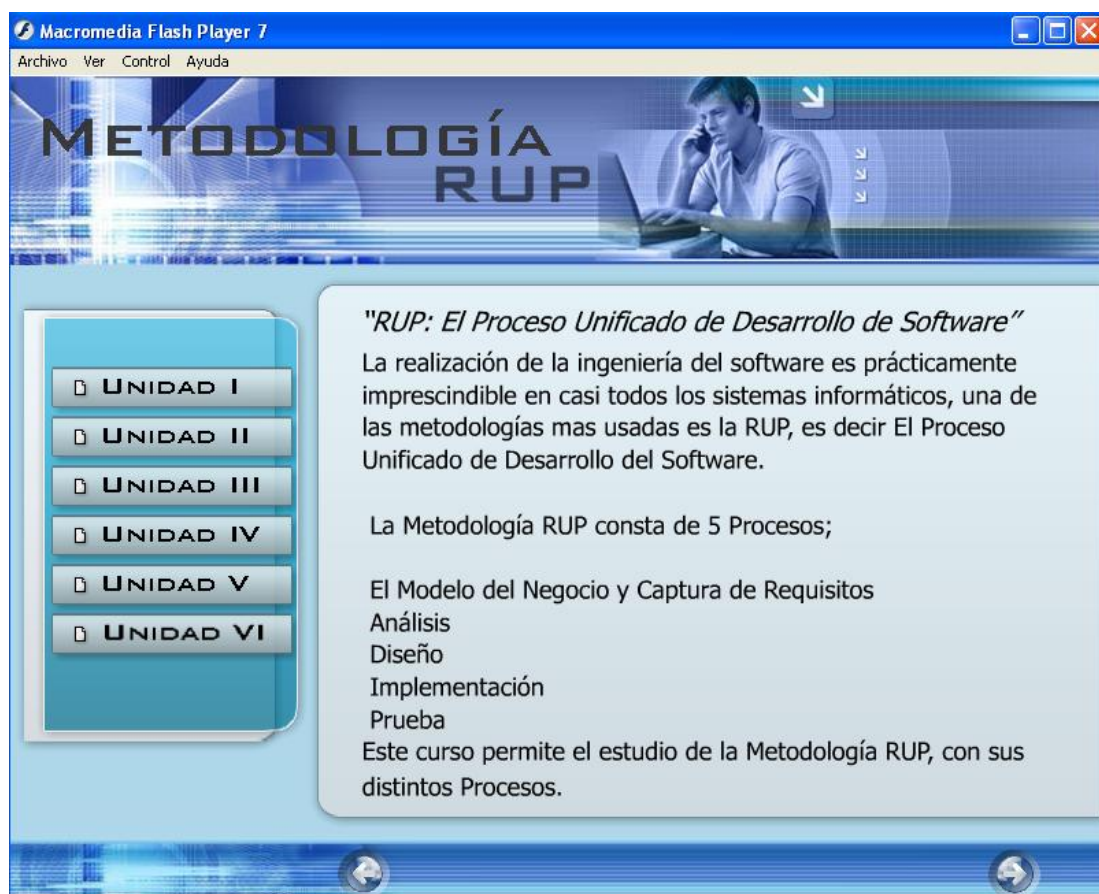 Macromedia Flash Player 7
Archivo Ver Control Ayuda
METODOLOGÍA
RUP
UNIDAD I
UNIDAD II
UNIDAD III
UNIDAD IV
UNIDAD V
UNIDAD VI
"RUP: El Proceso Unificado de Desarrollo de Software"
La realización de la ingeniería del software es prácticamente
imprescindible en casi todos los sistemas informáticos, una de
las metodologías mas usadas es la RUP, es decir El Proceso
Unificado de Desarrollo del Software.
La Metodología RUP consta de 5 Procesos;
El Modelo del Negocio y Captura de Requisitos
Análisis
Diseño
Implementación
Prueba
Este curso permite el estudio de la Metodología RUP, con sus
distintos Procesos.